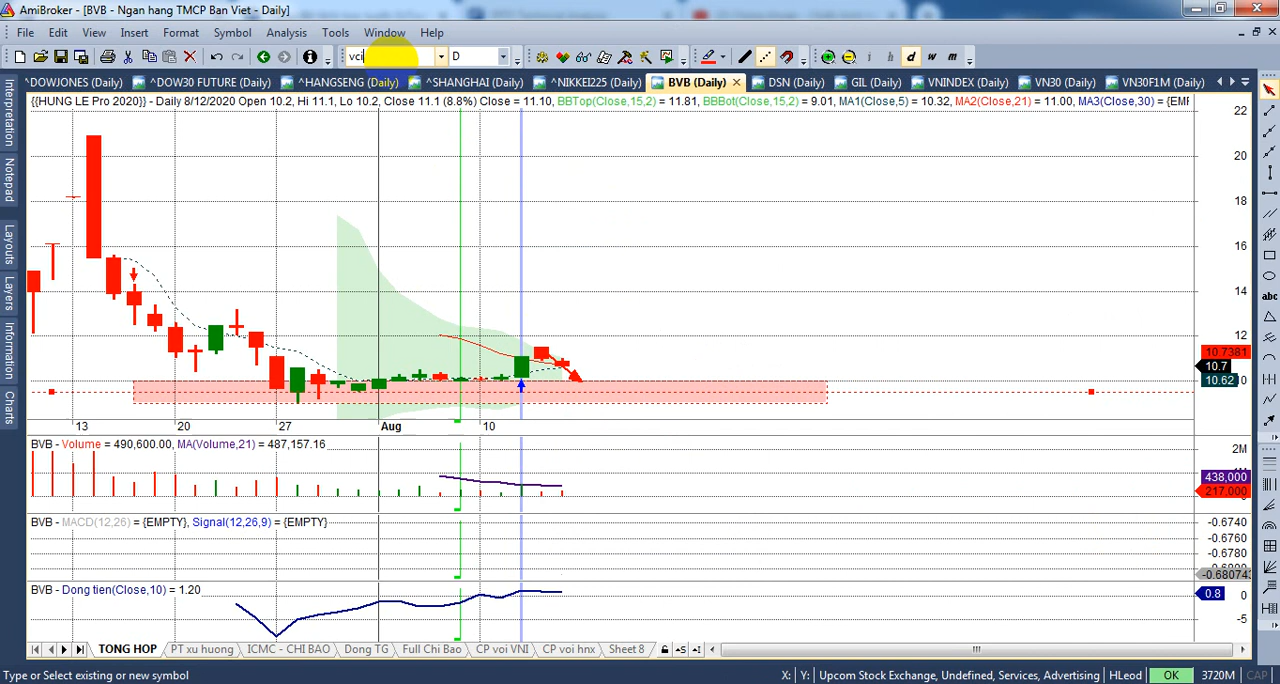 AmiBroker - [BVB - Ngan hang TMCP Ban Viet - Daily]
File Edit View Insert Format Symbol Analysis Tools Window Help
vci D
i h d w m
^DOWJONES (Daily) ^DOW30 FUTURE (Daily) ^HANGSENG (Daily) ^SHANGHAI (Daily) ^NIKKEI225 (Daily) BVB (Daily) DSN (Daily) GIL (Daily) VNINDEX (Daily) VN30 (Daily) VN30F1M (Daily)
{{HUNG LE Pro 2020}} - Daily 8/12/2020 Open 10.2, Hi 11.1, Lo 10.2, Close 11.1 (8.8%) Close = 11.10, BBTop(Close,15,2) = 11.81, BBBot(Close,15,2) = 9.01, MA1(Close,5) = 10.32, MA2(Close,21) = 11.00, MA3(Close,30) = {EMF
Interpretation
Notepad
Layouts
Layers
Information
Charts
abc
22
20
18
16
14
12
10.7381
10.7
10.62
10
13 20 27 Aug 10
BVB - Volume = 490,600.00, MA(Volume,21) = 487,157.16
2M
438,000
217,000
BVB - MACD(12,26) = {EMPTY}, Signal(12,26,9) = {EMPTY}
-0.6740
-0.6760
-0.6780
-0.680743
BVB - Dong tien(Close,10) = 1.20
0.8
0
-5
TONG HOP PT xu huong ICMC - CHI BAO Dong TG Full Chi Bao CP voi VNI CP voi hnx Sheet 8
Type or Select existing or new symbol X: Y: Upcom Stock Exchange, Undefined, Services, Advertising HLeod OK 3720M CAP